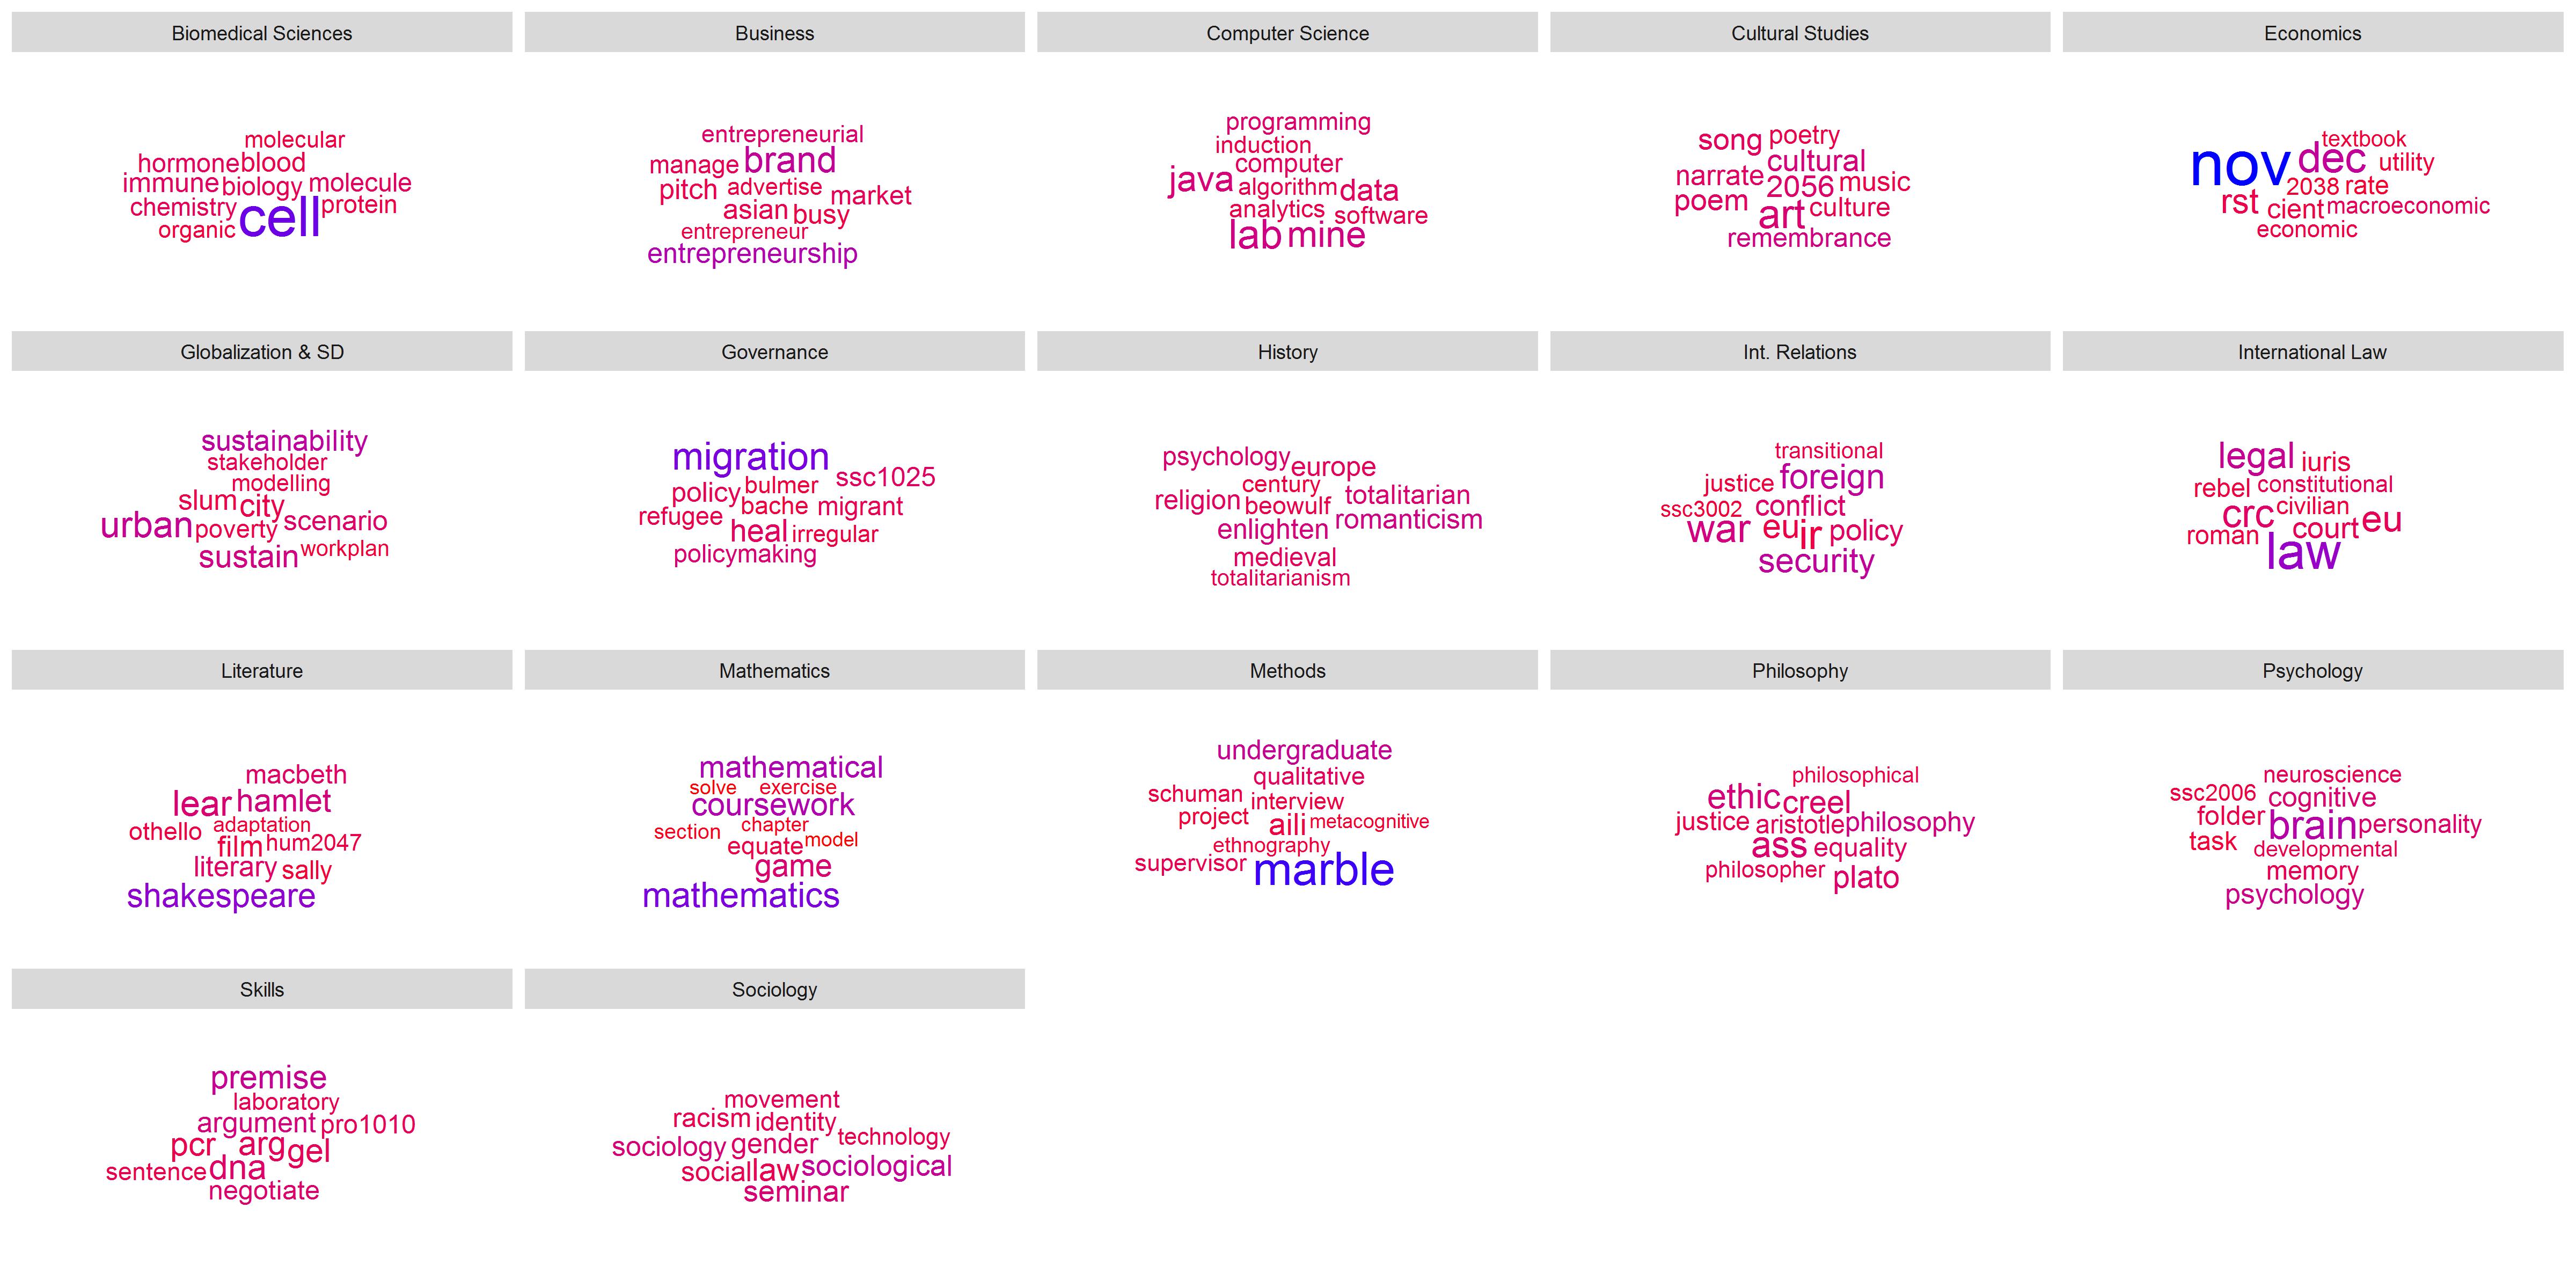 Biomedical Sciences
molecular
hormone blood
immune biology molecule
chemistry cell protein
organic
Business
entrepreneurial
manage brand
pitch advertise market
asian busy
entrepreneur
entrepreneurship
Computer Science
programming
induction
computer
java algorithm data
analytics software
lab mine
Cultural Studies
song poetry
cultural
narrate 2056 music
poem art culture
remembrance
Economics
textbook
nov dec utility
2038 rate
rst cient macroeconomic
economic
Globalization & SD
sustainability
stakeholder
modelling
slum city
urban poverty scenario
sustain workplan
Governance
migration
policy bulmer ssc1025
bache migrant
refugee heal irregular
policymaking
History
psychology europe
century
religion beowulf totalitarian
enlighten romanticism
medieval
totalitarianism
Int. Relations
transitional
justice foreign
ssc3002 conflict
war eu ir policy
security
International Law
legal iuris
rebel constitutional
crc civilian
roman court eu
law
Literature
macbeth
lear hamlet
othello adaptation
film hum2047
literary sally
shakespeare
Mathematics
mathematical
solve exercise
coursework
section chapter
equate model
game
mathematics
Methods
undergraduate
qualitative
schuman interview
project aili metacognitive
ethnography
supervisor marble
Philosophy
philosophical
ethic creel
justice aristotle philosophy
ass equality
philosopher plato
Psychology
neuroscience
ssc2006 cognitive
folder brain personality
task developmental
memory
psychology
Skills
premise
laboratory
argument pro1010
pcr arg gel
sentence dna
negotiate
Sociology
movement
racism identity
sociology gender technology
social law sociological
seminar